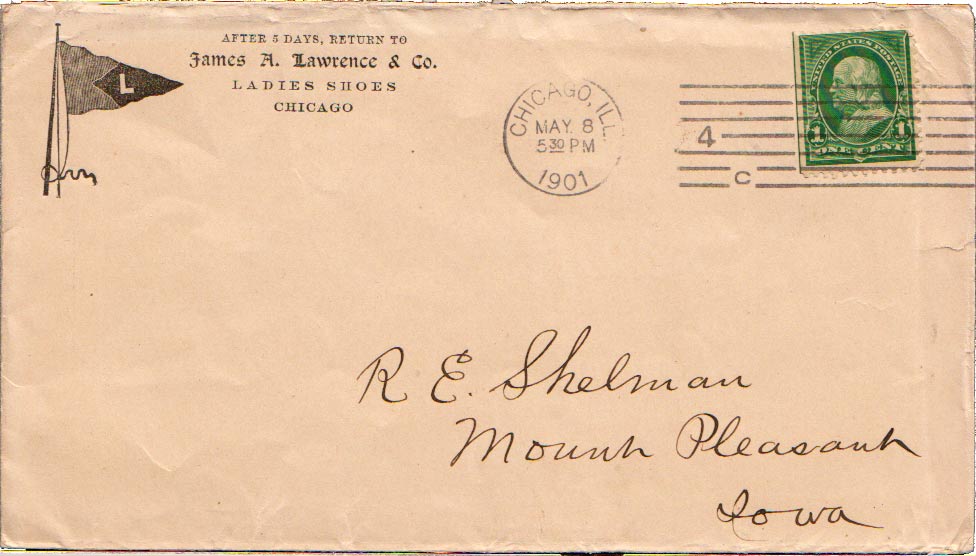 AFTER 5 DAYS, RETURN TO
James A. Lawrence & Co.
LADIES SHOES
CHICAGO
L
CHICAGO, ILL.
MAY 8
5 30 PM
1901
4
C
UNITED STATES POSTAGE
1 1
ONE CENT
R E. Shelman
Mount Pleasant
Iowa